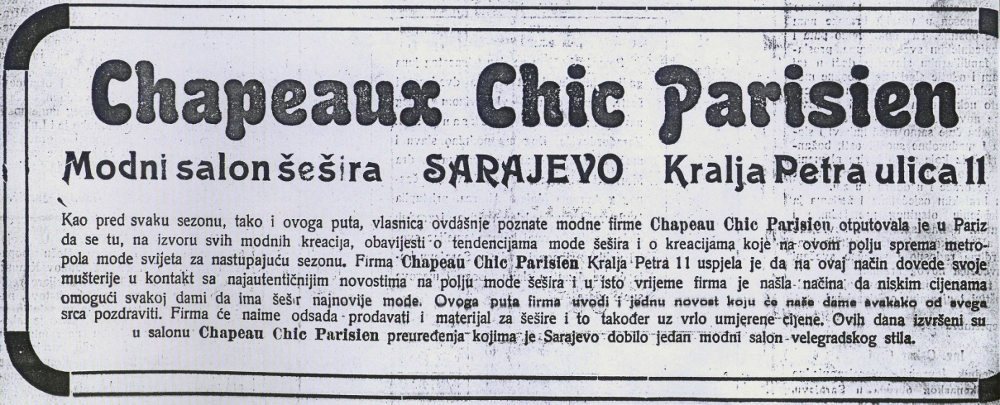 Chapeaux Chic Parisien
Modni salon šešira SARAJEVO Kralja Petra ulica 11
Kao pred svaku sezonu, tako i ovoga puta, vlasnica ovdašnje poznate modne firme Chapeau Chic Parisien otputovala je u Pariz
da se tu, na izvoru svih modnih kreacija, obavijesti o tendencijama mode šešira i o kreacijama koje na ovom polju sprema metro-
pola mode svijeta za nastupajuću sezonu. Firma Chapeau Chic Parisien Kralja Petra 11 uspjela je da na ovaj način dovede svoje
mušterije u kontakt sa najautentičnijim novostima na polju mode šešira i u isto vrijeme firma je našla načina da niskim cijenama
omogući svakoj dami da ima šešir najnovije mode. Ovoga puta firma uvodi i jednu novost koju će naše dame svakako od svega
srca pozdraviti. Firma će naime odsada prodavati i materijal za šešire i to također uz vrlo umjerene cijene. Ovih dana izvršeni su
u salonu Chapeau Chic Parisien preuređenja kojima je Sarajevo dobilo jedan modni salon velegradskog stila.